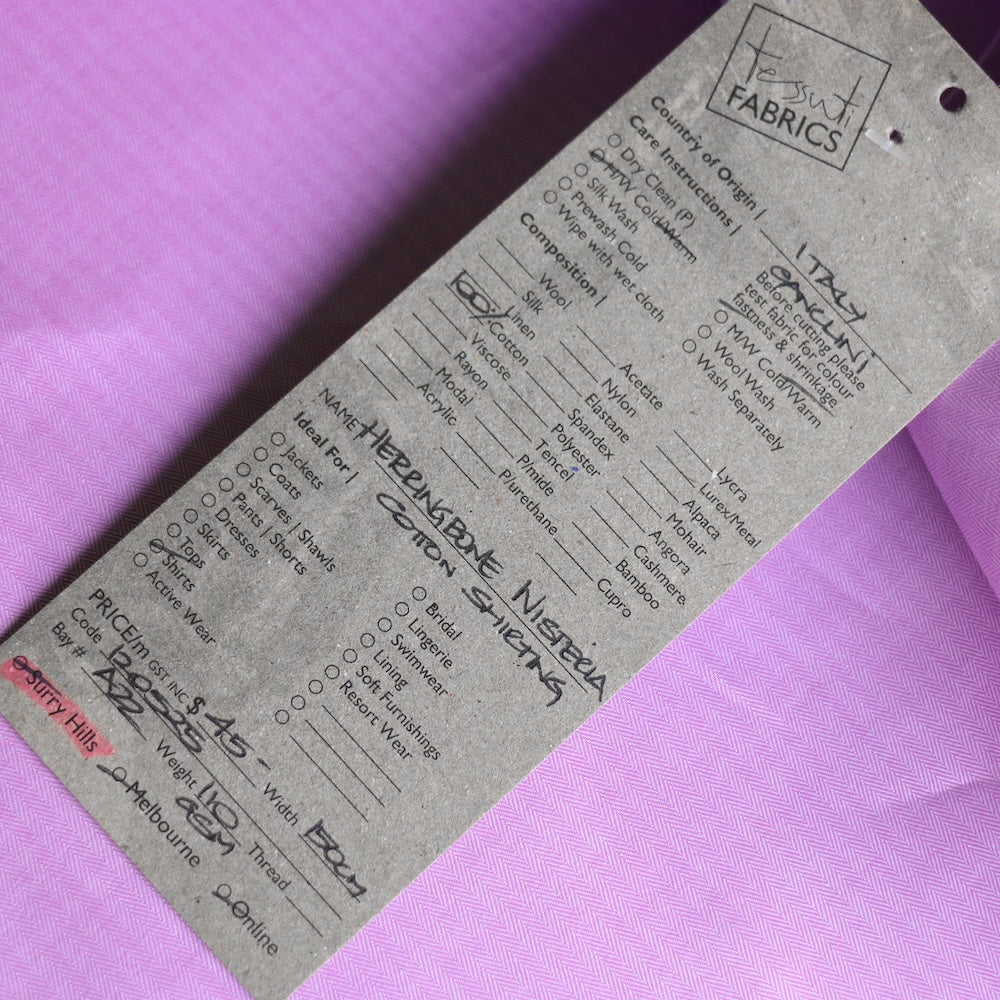 tessuti
FABRICS
Country of Origin | ITALY
CANCLINI
Care Instructions |
Before cutting please
test fabric for colour
fastness & shrinkage
Dry Clean (P)
H/W Cold/Warm
Silk Wash
Prewash Cold
Wipe with wet cloth
M/W Cold/Warm
Wool Wash
Wash Separately
Composition |
Wool
Silk
Linen
100% Cotton
Viscose
Rayon
Modal
Acrylic
Acetate
Nylon
Elastane
Spandex
Polyester
Tencel
P/mide
P/urethane
Lycra
Lurex/Metal
Alpaca
Mohair
Angora
Cashmere
Bamboo
Cupro
NAME HERRINGBONE WISTERIA
COTTON SHIRTING
Ideal For |
Jackets
Coats
Scarves | Shawls
Pants | Shorts
Dresses
Skirts
Tops
Shirts
Active Wear
Bridal
Lingerie
Swimwear
Lining
Soft Furnishings
Resort Wear
PRICE/m GST INC $ 45-
Width 150cm
Code
Weight 110
GSM
Thread
Bay # A22
Surry Hills
Melbourne
Online